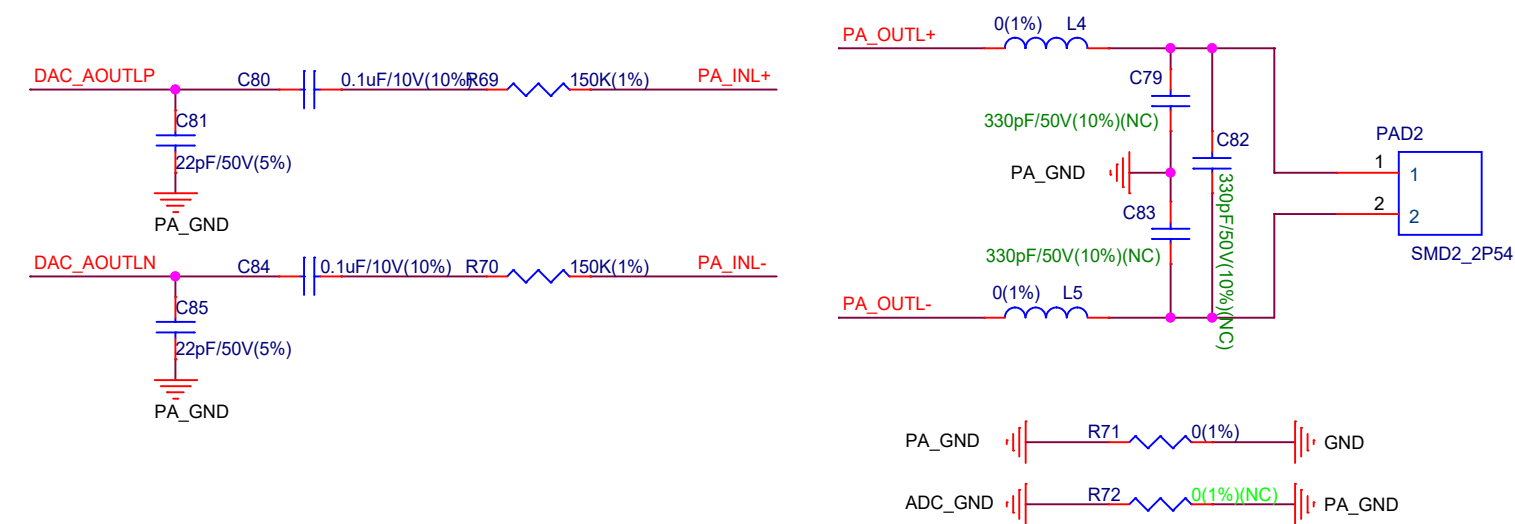 DAC_AOUTLP
C80
0.1uF/10V(10%)
R69
150K(1%)
PA_INL+
C81
22pF/50V(5%)
PA_GND
DAC_AOUTLN
C84
0.1uF/10V(10%)
R70
150K(1%)
PA_INL-
C85
22pF/50V(5%)
PA_GND
PA_OUTL+
0(1%)
L4
C79
330pF/50V(10%)(NC)
C82
330pF/50V(10%)(NC)
PA_GND
C83
330pF/50V(10%)(NC)
PA_OUTL-
0(1%)
L5
PAD2
1
1
2
2
SMD2_2P54
PA_GND
R71
0(1%)
GND
ADC_GND
R72
0(1%)(NC)
PA_GND